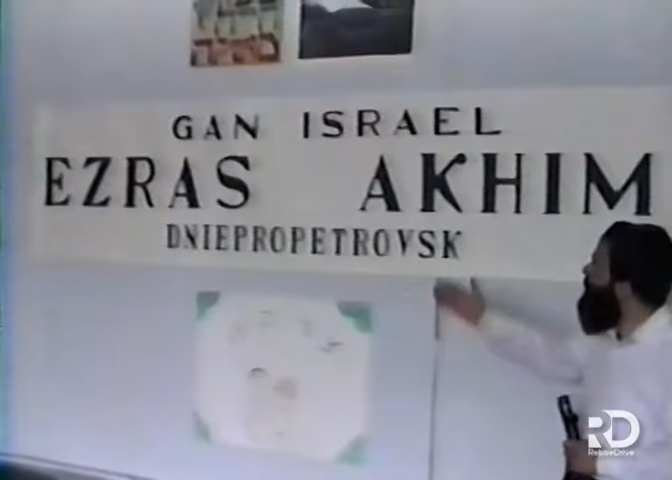 GAN ISRAEL
EZRAS AKHIM
DNIEPROPETROVSK
RD
RebbeDrive